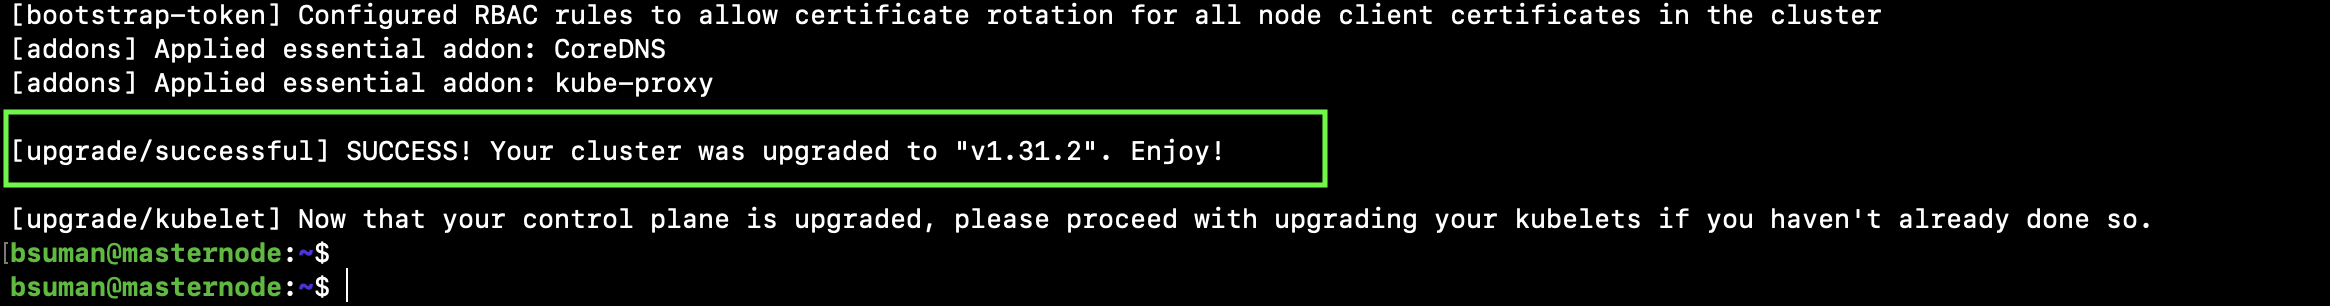 [bootstrap-token] Configured RBAC rules to allow certificate rotation for all node client certificates in the cluster
[addons] Applied essential addon: CoreDNS
[addons] Applied essential addon: kube-proxy
[upgrade/successful] SUCCESS! Your cluster was upgraded to "v1.31.2". Enjoy!
[upgrade/kubelet] Now that your control plane is upgraded, please proceed with upgrading your kubelets if you haven't already done so.
[bsuman@masternode:~$
bsuman@masternode:~$